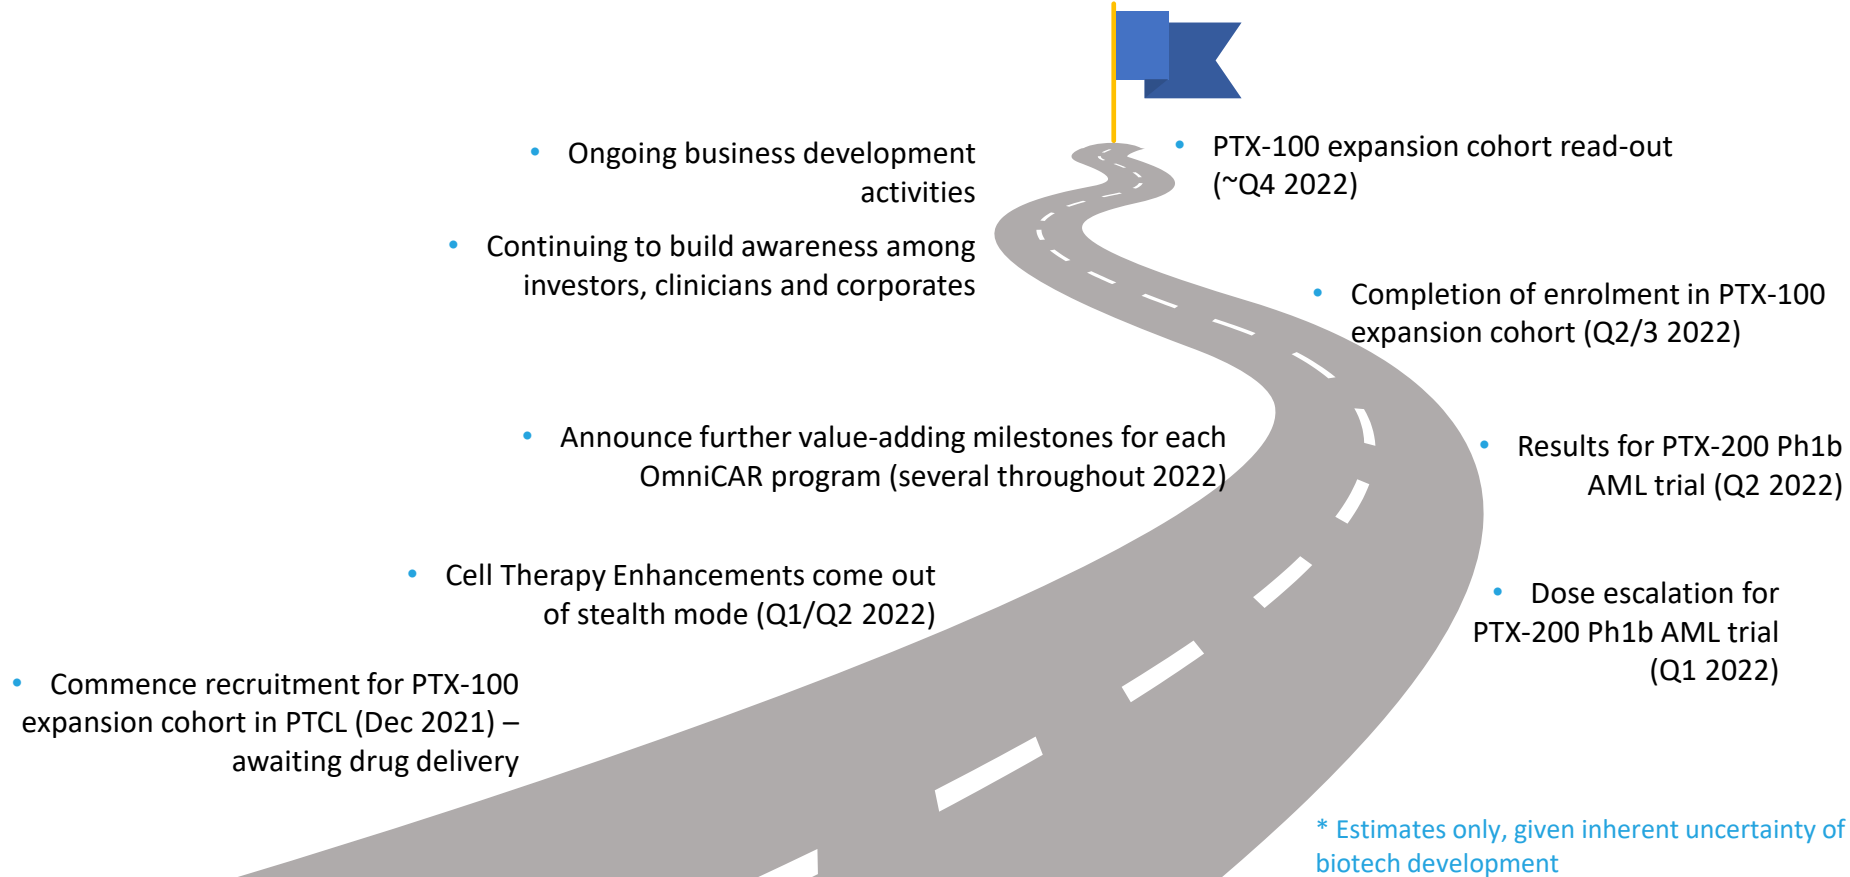 • Ongoing business development
activities
• Continuing to build awareness among
investors, clinicians and corporates
• Announce further value-adding milestones for each
OmniCAR program (several throughout 2022)
• Cell Therapy Enhancements come out
of stealth mode (Q1/Q2 2022)
• Commence recruitment for PTX-100
expansion cohort in PTCL (Dec 2021) –
awaiting drug delivery
• PTX-100 expansion cohort read-out
(~Q4 2022)
• Completion of enrolment in PTX-100
expansion cohort (Q2/3 2022)
• Results for PTX-200 Ph1b
AML trial (Q2 2022)
• Dose escalation for
PTX-200 Ph1b AML trial
(Q1 2022)
* Estimates only, given inherent uncertainty of
biotech development